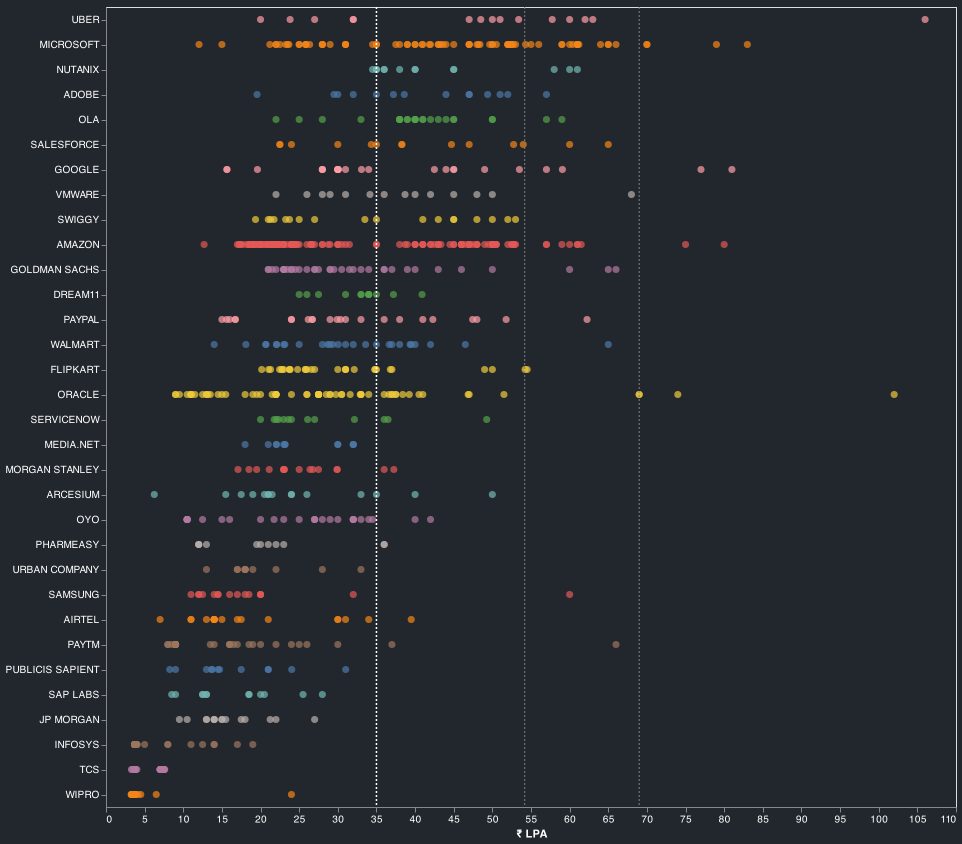 UBER
MICROSOFT
NUTANIX
ADOBE
OLA
SALESFORCE
GOOGLE
VMWARE
SWIGGY
AMAZON
GOLDMAN SACHS
DREAM11
PAYPAL
WALMART
FLIPKART
ORACLE
SERVICENOW
MEDIA.NET
MORGAN STANLEY
ARCESIUM
OYO
PHARMEASY
URBAN COMPANY
SAMSUNG
AIRTEL
PAYTM
PUBLICIS SAPIENT
SAP LABS
JP MORGAN
INFOSYS
TCS
WIPRO
0 5 10 15 20 25 30 35 40 45 50 55 60 65 70 75 80 85 90 95 100 105 110
₹ LPA